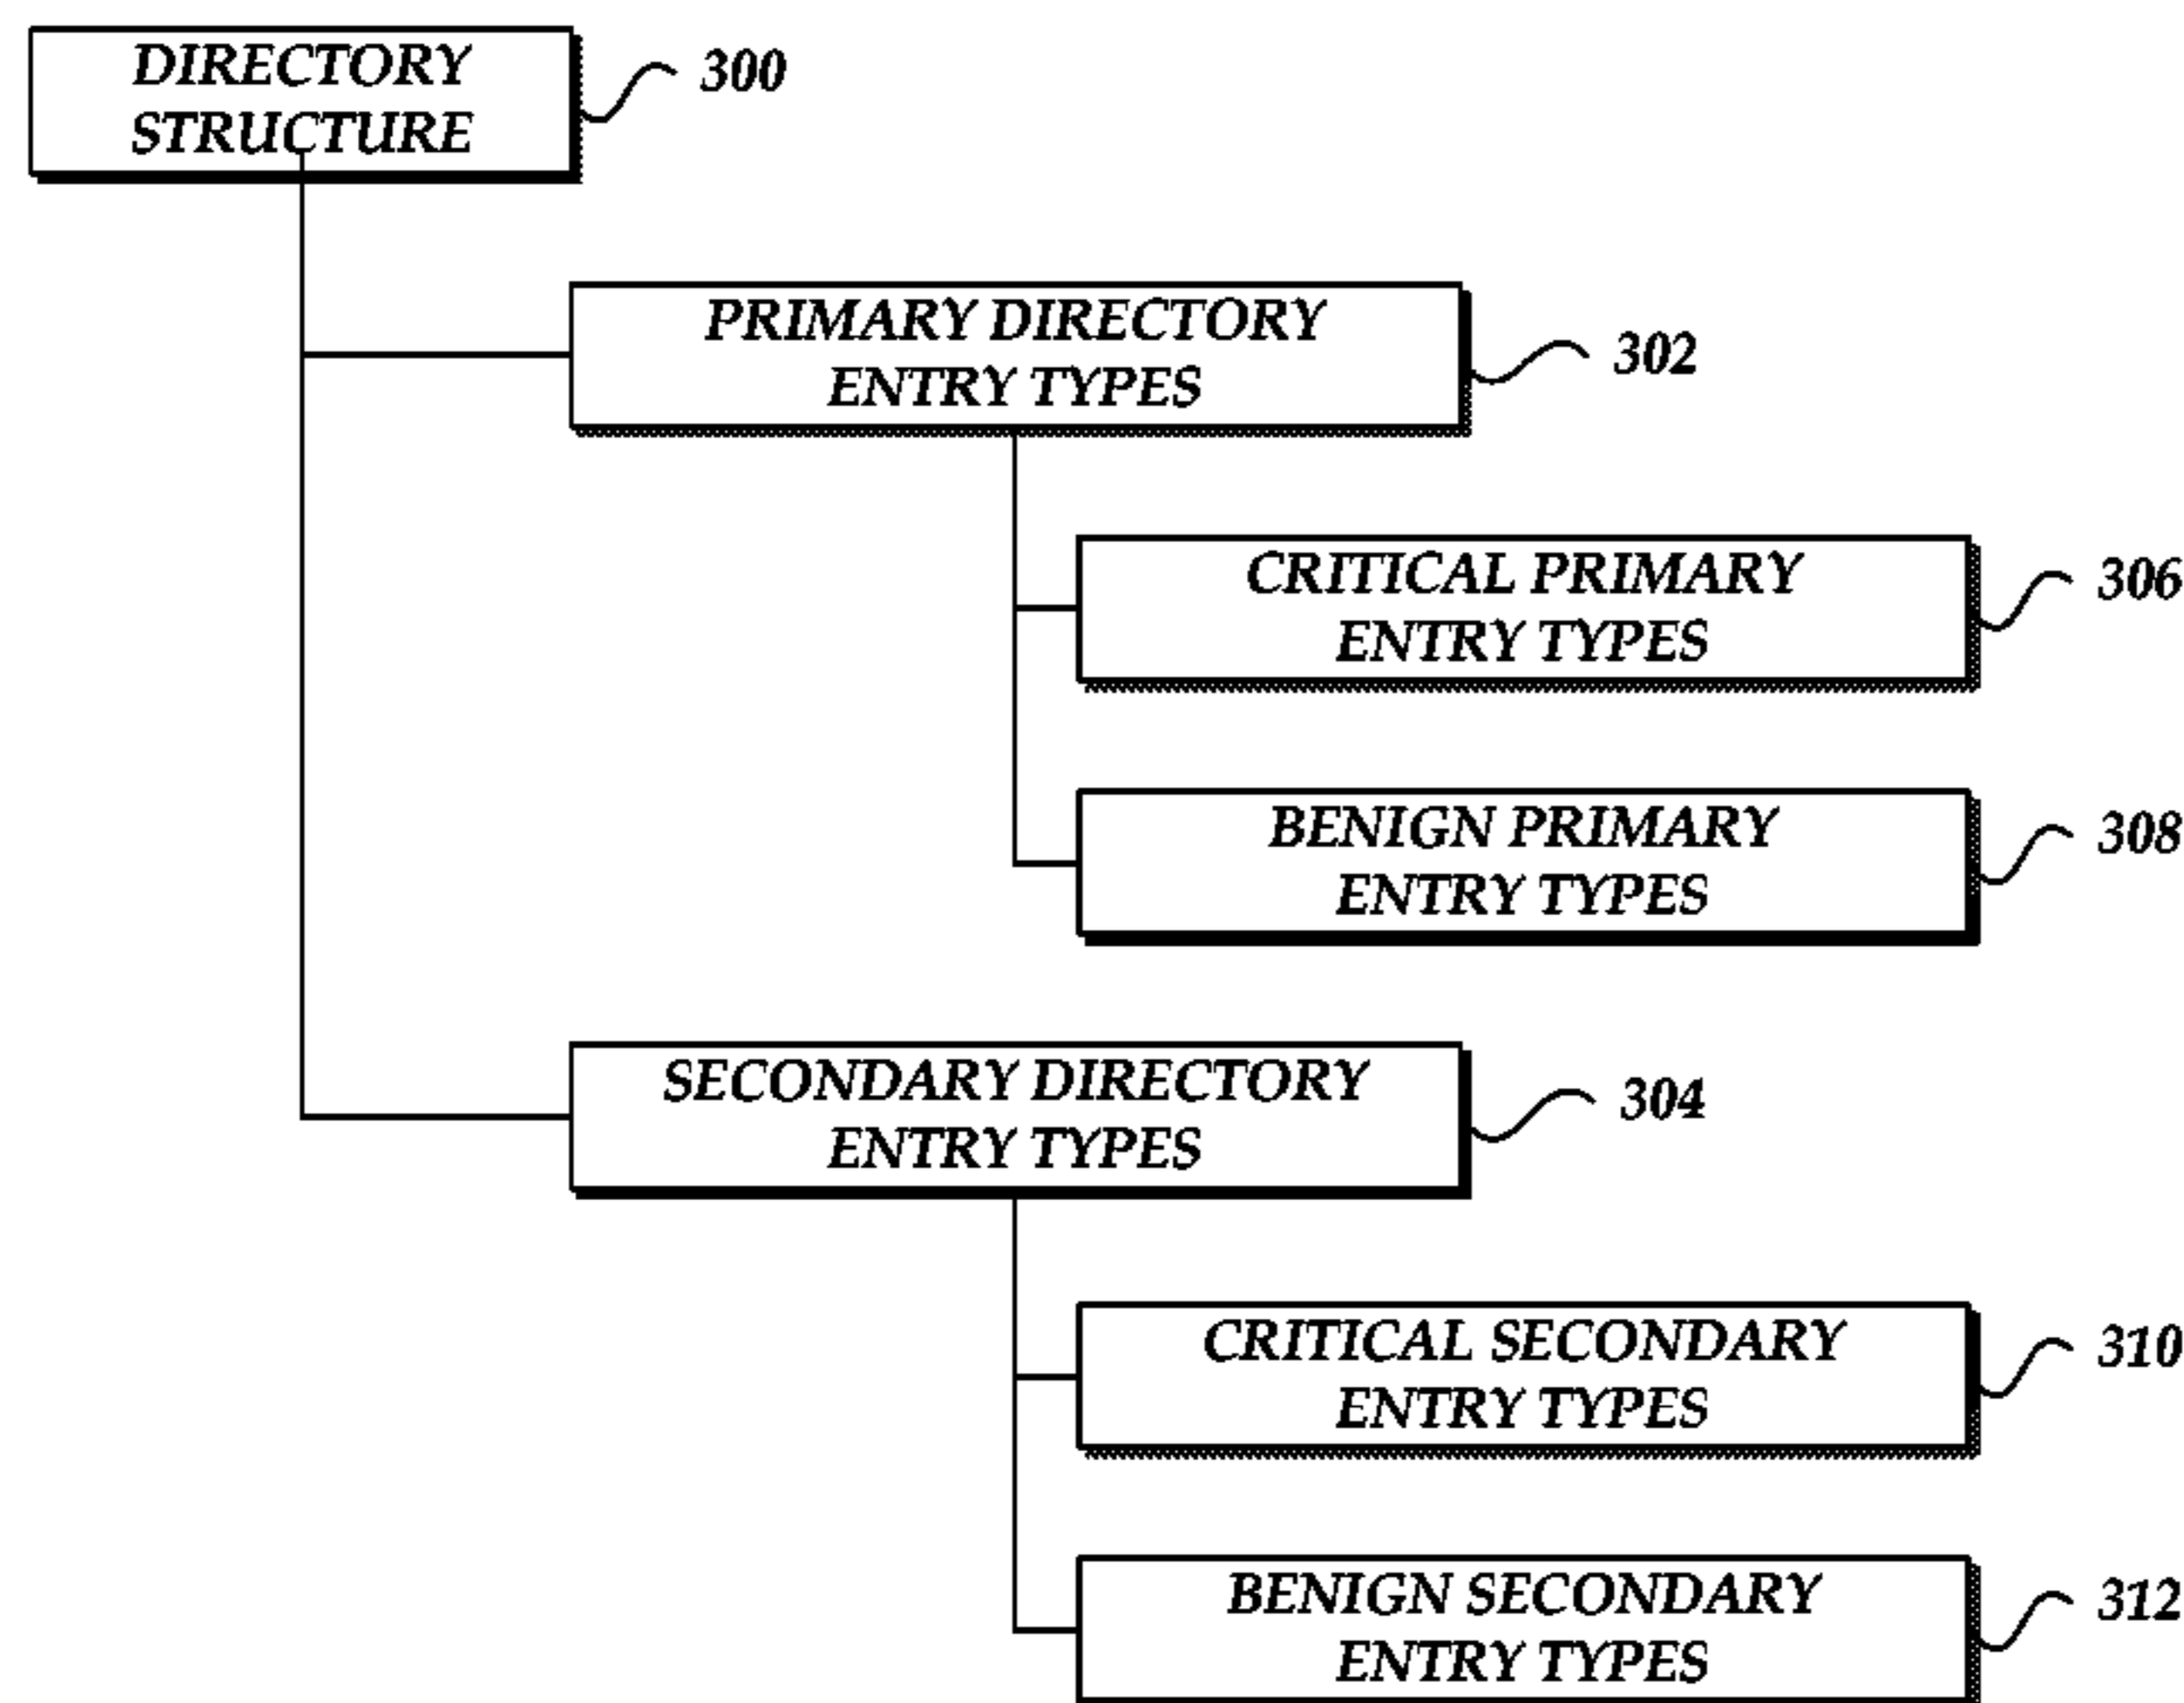 DIRECTORY
STRUCTURE
300
PRIMARY DIRECTORY
ENTRY TYPES
302
CRITICAL PRIMARY
ENTRY TYPES
306
BENIGN PRIMARY
ENTRY TYPES
308
SECONDARY DIRECTORY
ENTRY TYPES
304
CRITICAL SECONDARY
ENTRY TYPES
310
BENIGN SECONDARY
ENTRY TYPES
312